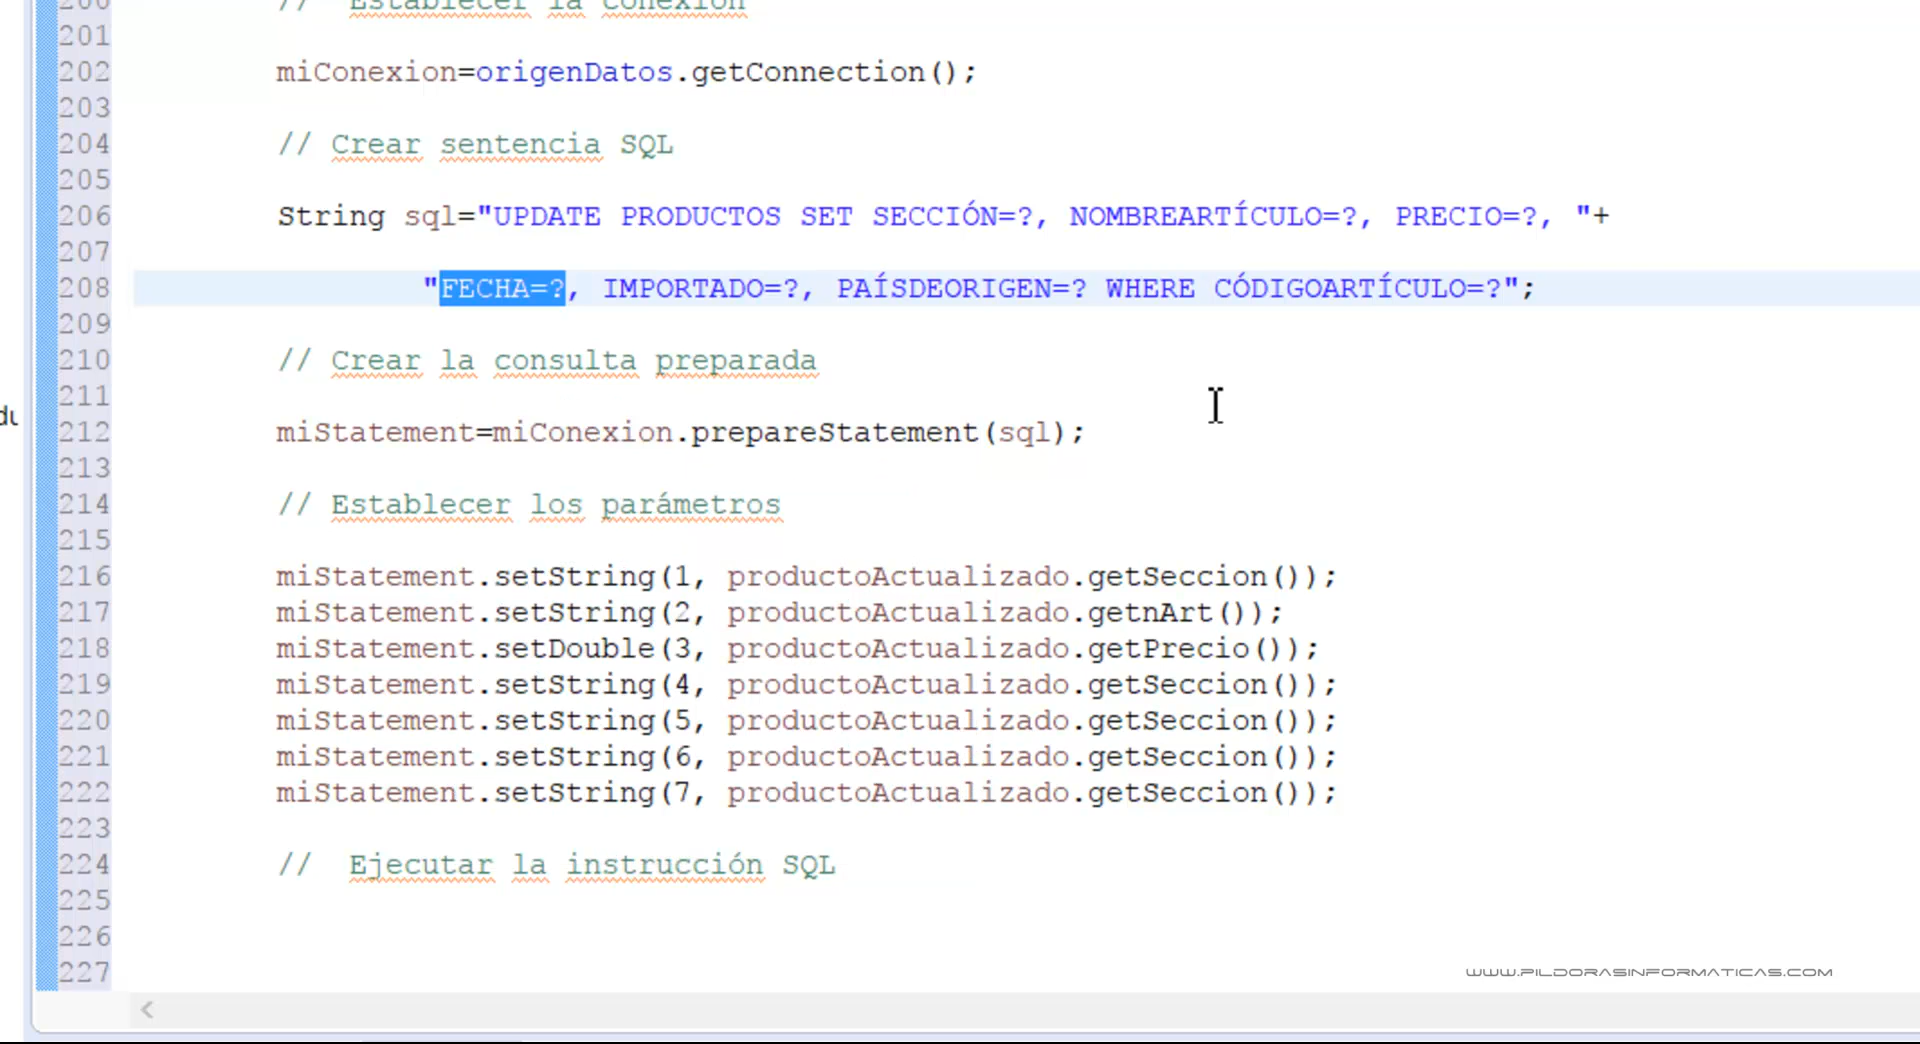 200 // Establecer la conexión
201
202 miConexion=origenDatos.getConnection();
203
204 // Crear sentencia SQL
205
206 String sql="UPDATE PRODUCTOS SET SECCIÓN=?, NOMBREARTÍCULO=?, PRECIO=?, "+
207
208 "FECHA=?, IMPORTADO=?, PAÍSDEORIGEN=? WHERE CÓDIGOARTÍCULO=?";
209
210 // Crear la consulta preparada
211
du
212 miStatement=miConexion.prepareStatement(sql);
213
214 // Establecer los parámetros
215
216 miStatement.setString(1, productoActualizado.getSeccion());
217 miStatement.setString(2, productoActualizado.getnArt());
218 miStatement.setDouble(3, productoActualizado.getPrecio());
219 miStatement.setString(4, productoActualizado.getSeccion());
220 miStatement.setString(5, productoActualizado.getSeccion());
221 miStatement.setString(6, productoActualizado.getSeccion());
222 miStatement.setString(7, productoActualizado.getSeccion());
223
224 // Ejecutar la instrucción SQL
225
226
227
WWW.PILDORASINFORMATICAS.COM